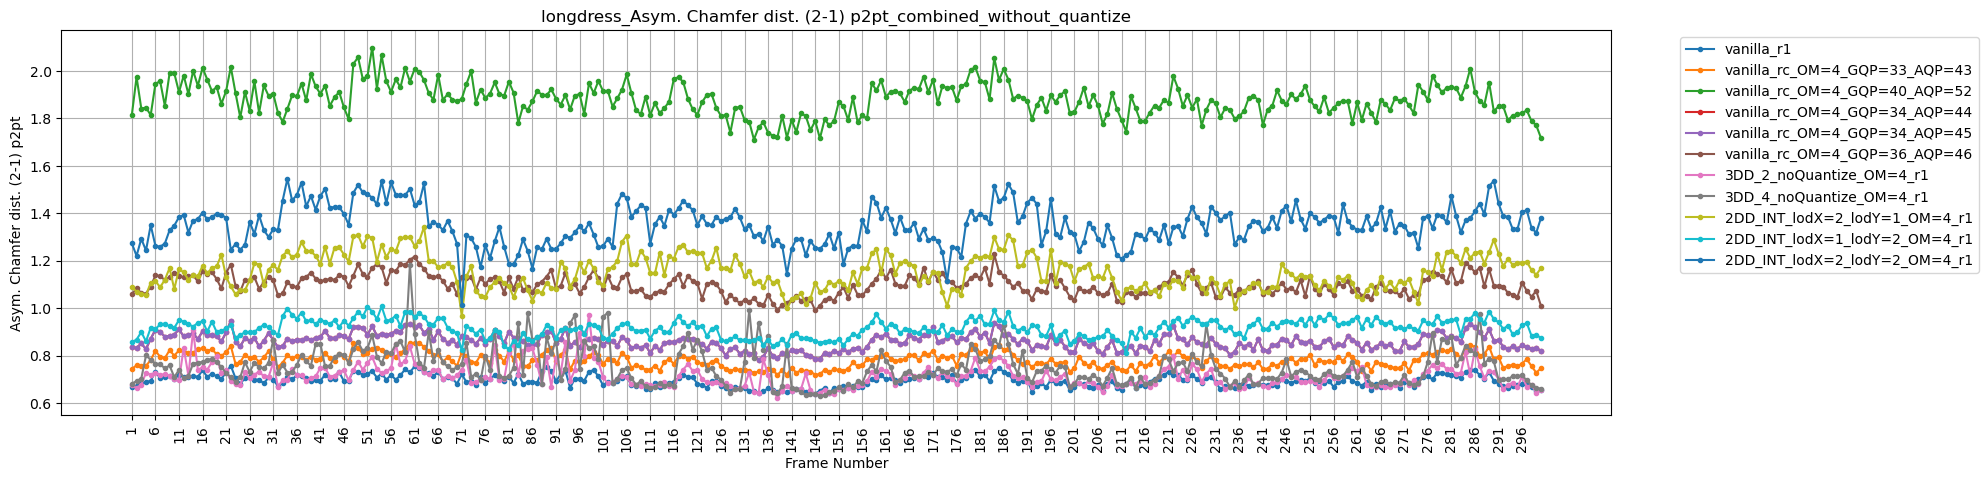 longdress_Asym. Chamfer dist. (2-1) p2pt_combined_without_quantize
Asym. Chamfer dist. (2-1) p2pt
2.0
1.8
1.6
1.4
1.2
1.0
0.8
0.6
1 6 11 16 21 26 31 36 41 46 51 56 61 66 71 76 81 86 91 96 101 106 111 116 121 126 131 136 141 146 151 156 161 166 171 176 181 186 191 196 201 206 211 216 221 226 231 236 241 246 251 256 261 266 271 276 281 286 291 296
Frame Number
vanilla_r1
vanilla_rc_OM=4_GQP=33_AQP=43
vanilla_rc_OM=4_GQP=40_AQP=52
vanilla_rc_OM=4_GQP=34_AQP=44
vanilla_rc_OM=4_GQP=34_AQP=45
vanilla_rc_OM=4_GQP=36_AQP=46
3DD_2_noQuantize_OM=4_r1
3DD_4_noQuantize_OM=4_r1
2DD_INT_lodX=2_lodY=1_OM=4_r1
2DD_INT_lodX=1_lodY=2_OM=4_r1
2DD_INT_lodX=2_lodY=2_OM=4_r1